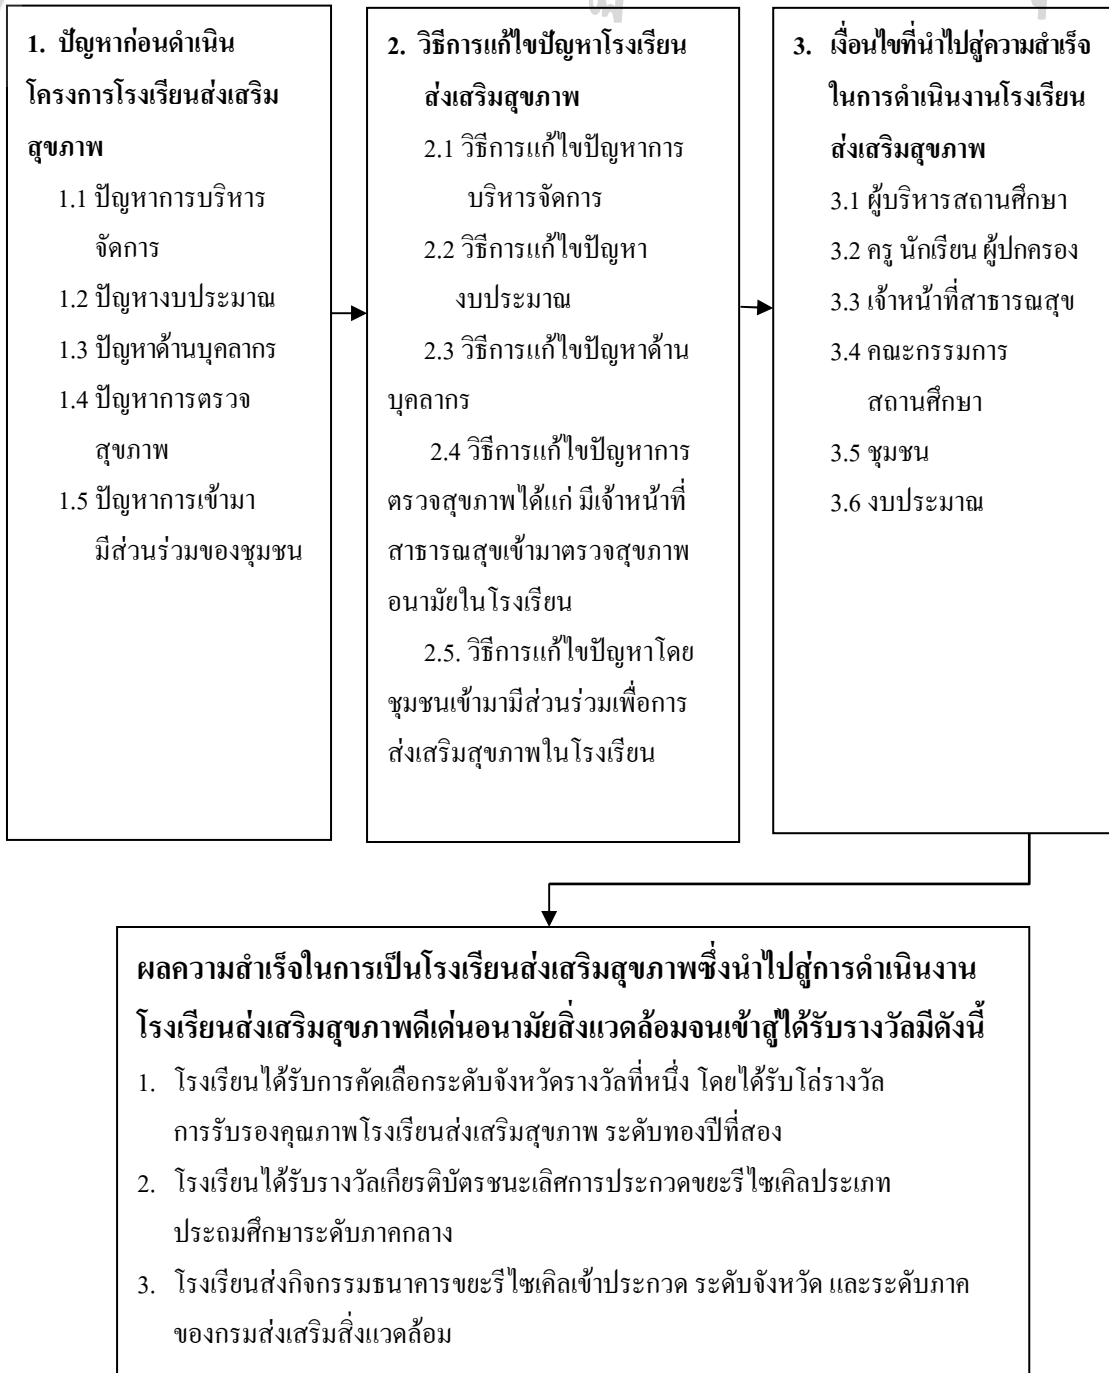 1. ปัญหาก่อนดำเนิน
โครงการโรงเรียนส่งเสริม
สุขภาพ
1.1 ปัญหาการบริหาร
จัดการ
1.2 ปัญหางบประมาณ
1.3 ปัญหาด้านบุคลากร
1.4 ปัญหาการตรวจ
สุขภาพ
1.5 ปัญหาการเข้ามา
มีส่วนร่วมของชุมชน
2. วิธีการแก้ไขปัญหาโรงเรียน
ส่งเสริมสุขภาพ
2.1 วิธีการแก้ไขปัญหาการ
บริหารจัดการ
2.2 วิธีการแก้ไขปัญหา
งบประมาณ
2.3 วิธีการแก้ไขปัญหาด้าน
บุคลากร
2.4 วิธีการแก้ไขปัญหาการ
ตรวจสุขภาพได้แก่ มีเจ้าหน้าที่
สาธารณสุขเข้ามาตรวจสุขภาพ
อนามัยในโรงเรียน
2.5. วิธีการแก้ไขปัญหาโดย
ชุมชนเข้ามามีส่วนร่วมเพื่อการ
ส่งเสริมสุขภาพในโรงเรียน
3. เงื่อนไขที่นำไปสู่ความสำเร็จ
ในการดำเนินงานโรงเรียน
ส่งเสริมสุขภาพ
3.1 ผู้บริหารสถานศึกษา
3.2 ครู นักเรียน ผู้ปกครอง
3.3 เจ้าหน้าที่สาธารณสุข
3.4 คณะกรรมการ
สถานศึกษา
3.5 ชุมชน
3.6 งบประมาณ
ผลความสำเร็จในการเป็นโรงเรียนส่งเสริมสุขภาพซึ่งนำไปสู่การดำเนินงาน
โรงเรียนส่งเสริมสุขภาพดีเด่นอนามัยสิ่งแวดล้อมจนเข้าสู่ได้รับรางวัลมีดังนี้
1. โรงเรียนได้รับการคัดเลือกระดับจังหวัดรางวัลที่หนึ่ง โดยได้รับโล่รางวัล
การรับรองคุณภาพโรงเรียนส่งเสริมสุขภาพ ระดับทองปีที่สอง
2. โรงเรียนได้รับรางวัลเกียรติบัตรชนะเลิศการประกวดขยะรีไซเคิลประเภท
ประถมศึกษาระดับภาคกลาง
3. โรงเรียนส่งกิจกรรมธนาคารขยะรีไซเคิลเข้าประกวด ระดับจังหวัด และระดับภาค
ของกรมส่งเสริมสิ่งแวดล้อม